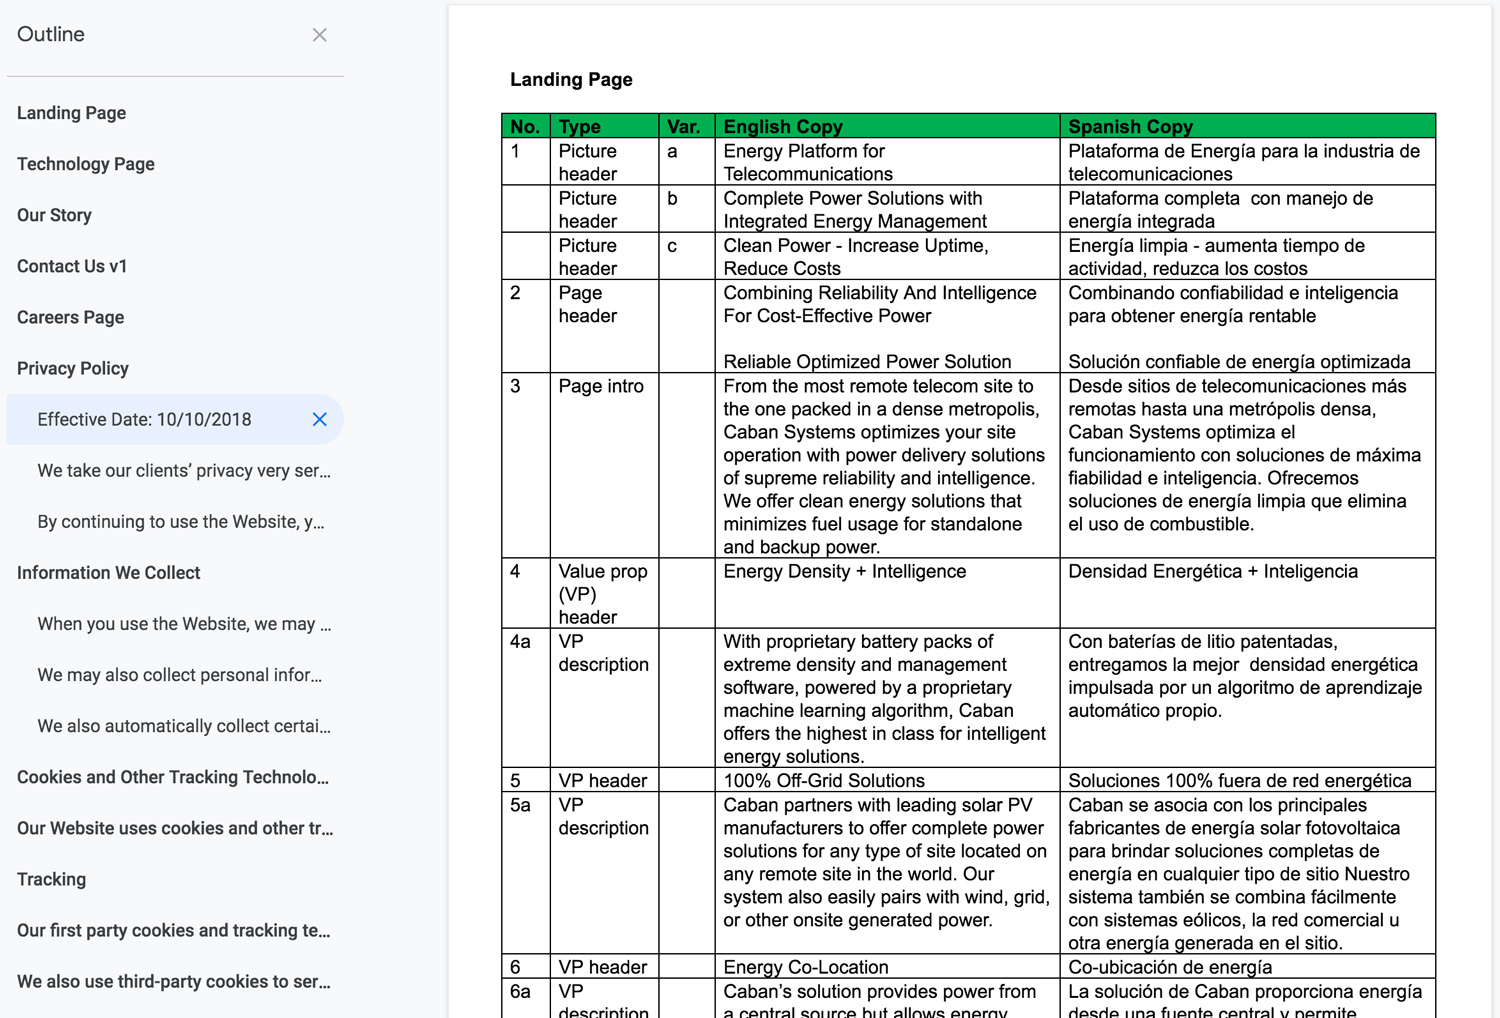 Outline
Landing Page
Technology Page
Our Story
Contact Us v1
Careers Page
Privacy Policy
Effective Date: 10/10/2018
We take our clients’ privacy very ser...
By continuing to use the Website, y...
Information We Collect
When you use the Website, we may ...
We may also collect personal infor...
We also automatically collect certai...
Cookies and Other Tracking Technolo...
Our Website uses cookies and other tr...
Tracking
Our first party cookies and tracking te...
We also use third-party cookies to ser...
Landing Page
No. Type Var. English Copy Spanish Copy
1 Picture header a
Energy Platform for
Telecommunications
Plataforma de Energía para la industria de
telecomunicaciones
Picture header b
Complete Power Solutions with
Integrated Energy Management
Plataforma completa  con manejo de
energía integrada
Picture header c
Clean Power - Increase Uptime,
Reduce Costs
Energía limpia - aumenta tiempo de
actividad, reduzca los costos
2 Page header
Combining Reliability And Intelligence
For Cost-Effective Power
Reliable Optimized Power Solution
Combinando confiabilidad e inteligencia
para obtener energía rentable
Solución confiable de energía optimizada
3 Page intro
From the most remote telecom site to
the one packed in a dense metropolis,
Caban Systems optimizes your site
operation with power delivery solutions
of supreme reliability and intelligence.
We offer clean energy solutions that
minimizes fuel usage for standalone
and backup power.
Desde sitios de telecomunicaciones más
remotas hasta una metrópolis densa,
Caban Systems optimiza el
funcionamiento con soluciones de máxima
fiabilidad e inteligencia. Ofrecemos
soluciones de energía limpia que elimina
el uso de combustible.
4 Value prop
(VP)
header
Energy Density + Intelligence
Densidad Energética + Inteligencia
4a VP
description
With proprietary battery packs of
extreme density and management
software, powered by a proprietary
machine learning algorithm, Caban
offers the highest in class for intelligent
energy solutions.
Con baterías de litio patentadas,
entregamos la mejor  densidad energética
impulsada por un algoritmo de aprendizaje
automático propio.
5 VP header
100% Off-Grid Solutions
Soluciones 100% fuera de red energética
5a VP
description
Caban partners with leading solar PV
manufacturers to offer complete power
solutions for any type of site located on
any remote site in the world. Our
system also easily pairs with wind, grid,
or other onsite generated power.
Caban se asocia con los principales
fabricantes de energía solar fotovoltaica
para brindar soluciones completas de
energía en cualquier tipo de sitio Nuestro
sistema también se combina fácilmente
con sistemas eólicos, la red comercial u
otra energía generada en el sitio.
6 VP header
Energy Co-Location
Co-ubicación de energía
6a VP
description
Caban’s solution provides power from
a central source but allows energy
La solución de Caban proporciona energía
desde una fuente central y permite